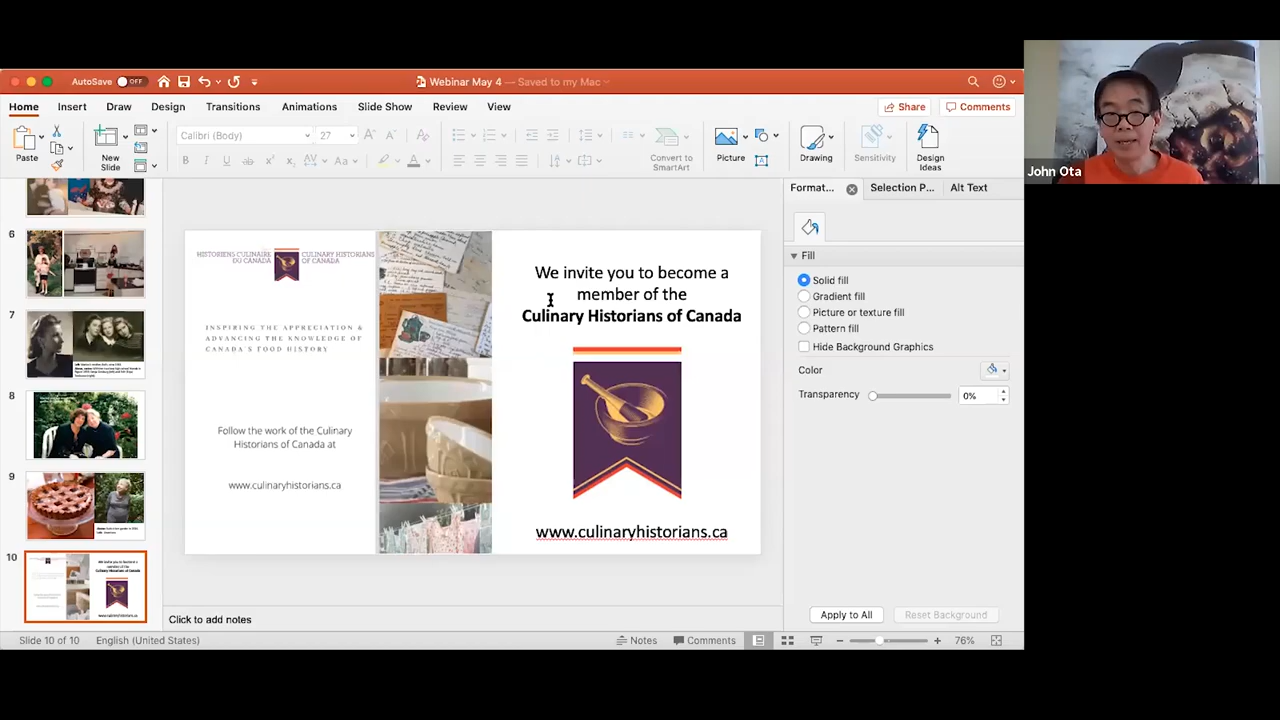 AutoSave OFF
Webinar May 4 — Saved to my Mac
Home Insert Draw Design Transitions Animations Slide Show Review View
Share Comments
Paste
New
Slide
Calibri (Body) 27
Convert to
SmartArt
Picture
Drawing
Sensitivity
Design
Ideas
John Ota
Format... Selection P... Alt Text
Fill
Solid fill
Gradient fill
Picture or texture fill
Pattern fill
Hide Background Graphics
Color
Transparency 0%
Apply to All Reset Background
6
7
8
9
10
HISTORIENS CULINAIRES
DU CANADA
CULINARY HISTORIANS
OF CANADA
INSPIRING THE APPRECIATION &
ADVANCING THE KNOWLEDGE OF
CANADA'S FOOD HISTORY
Follow the work of the Culinary
Historians of Canada at
www.culinaryhistorians.ca
We invite you to become a
member of the
Culinary Historians of Canada
www.culinaryhistorians.ca
Click to add notes
Slide 10 of 10 English (United States)
Notes Comments 76%